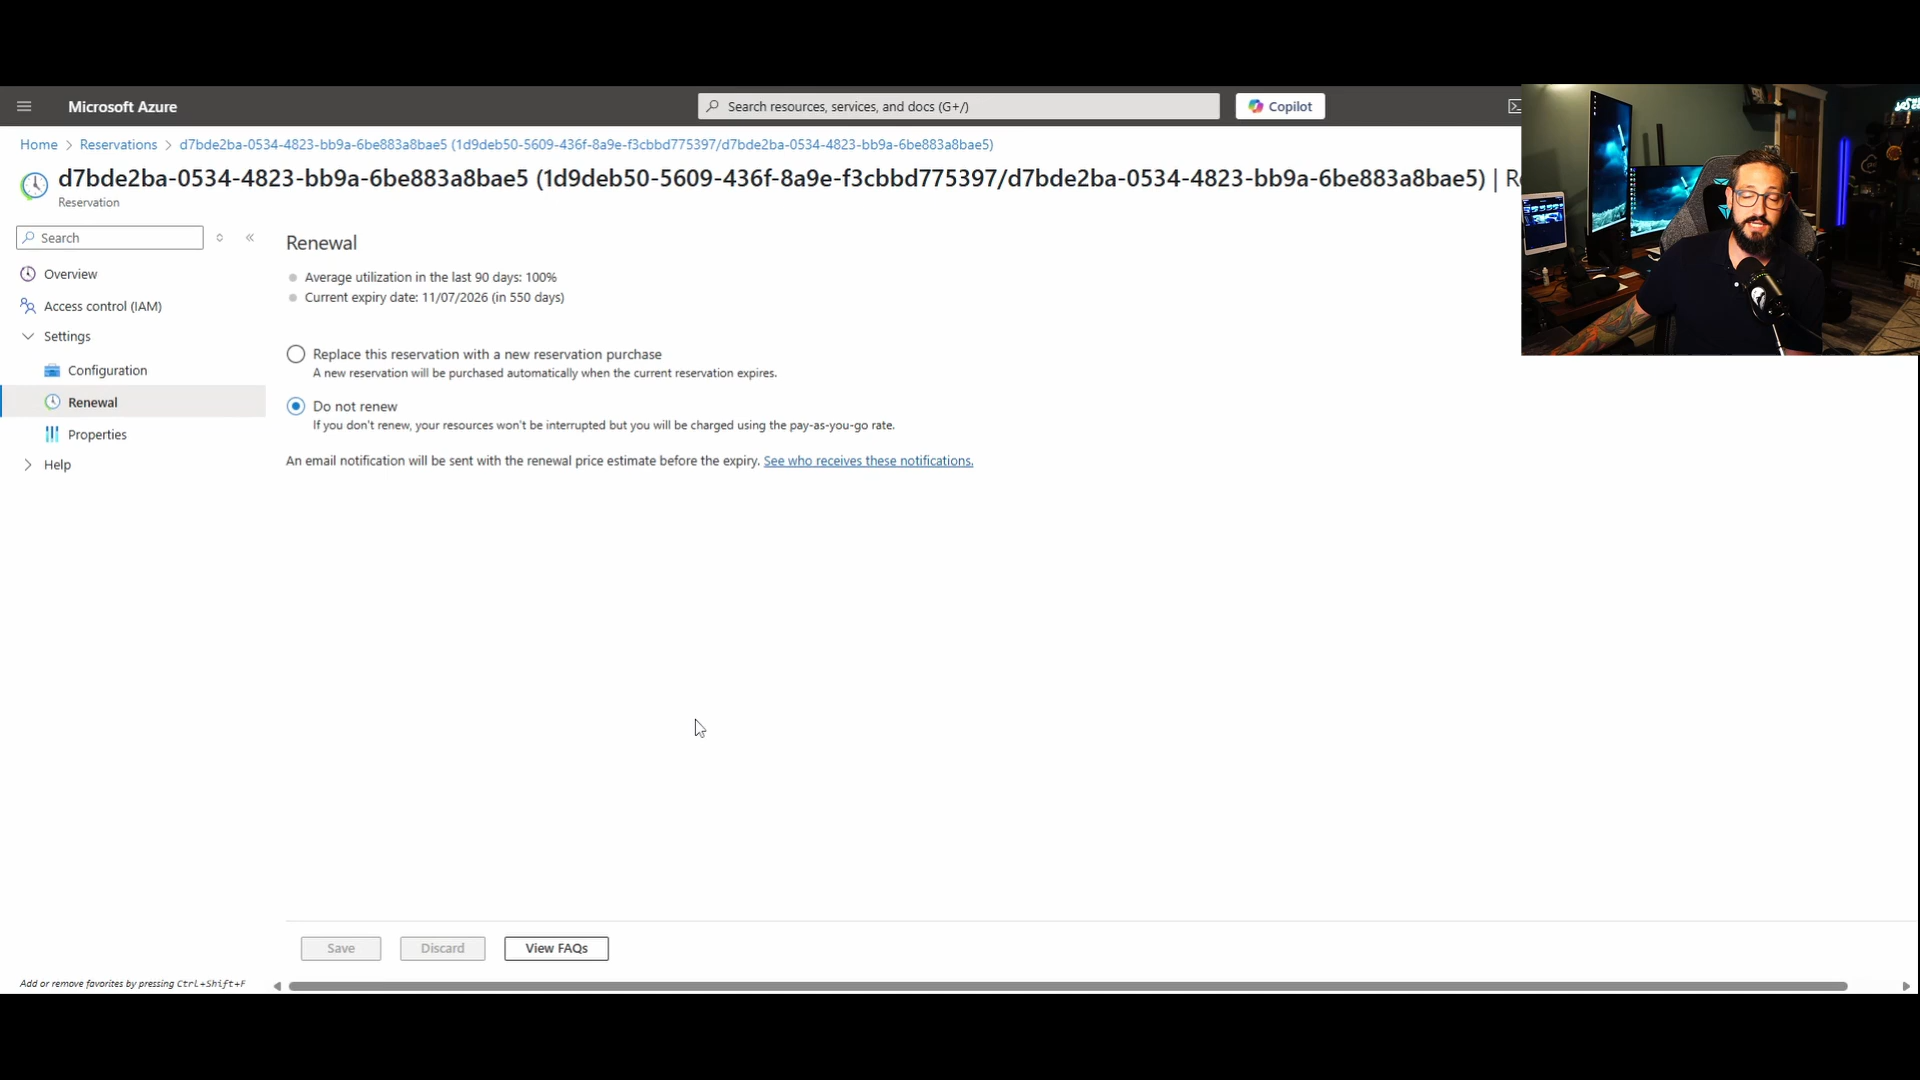 Microsoft Azure
Search resources, services, and docs (G+/)
Copilot
Home > Reservations > d7bde2ba-0534-4823-bb9a-6be883a8bae5 (1d9deb50-5609-436f-8a9e-f3cbbd775397/d7bde2ba-0534-4823-bb9a-6be883a8bae5)
d7bde2ba-0534-4823-bb9a-6be883a8bae5 (1d9deb50-5609-436f-8a9e-f3cbbd775397/d7bde2ba-0534-4823-bb9a-6be883a8bae5) | Re
Reservation
Search
Overview
Access control (IAM)
Settings
Configuration
Renewal
Properties
Help
Renewal
Average utilization in the last 90 days: 100%
Current expiry date: 11/07/2026 (in 550 days)
Replace this reservation with a new reservation purchase
A new reservation will be purchased automatically when the current reservation expires.
Do not renew
If you don't renew, your resources won't be interrupted but you will be charged using the pay-as-you-go rate.
An email notification will be sent with the renewal price estimate before the expiry. See who receives these notifications.
Save
Discard
View FAQs
Add or remove favorites by pressing Ctrl+Shift+F